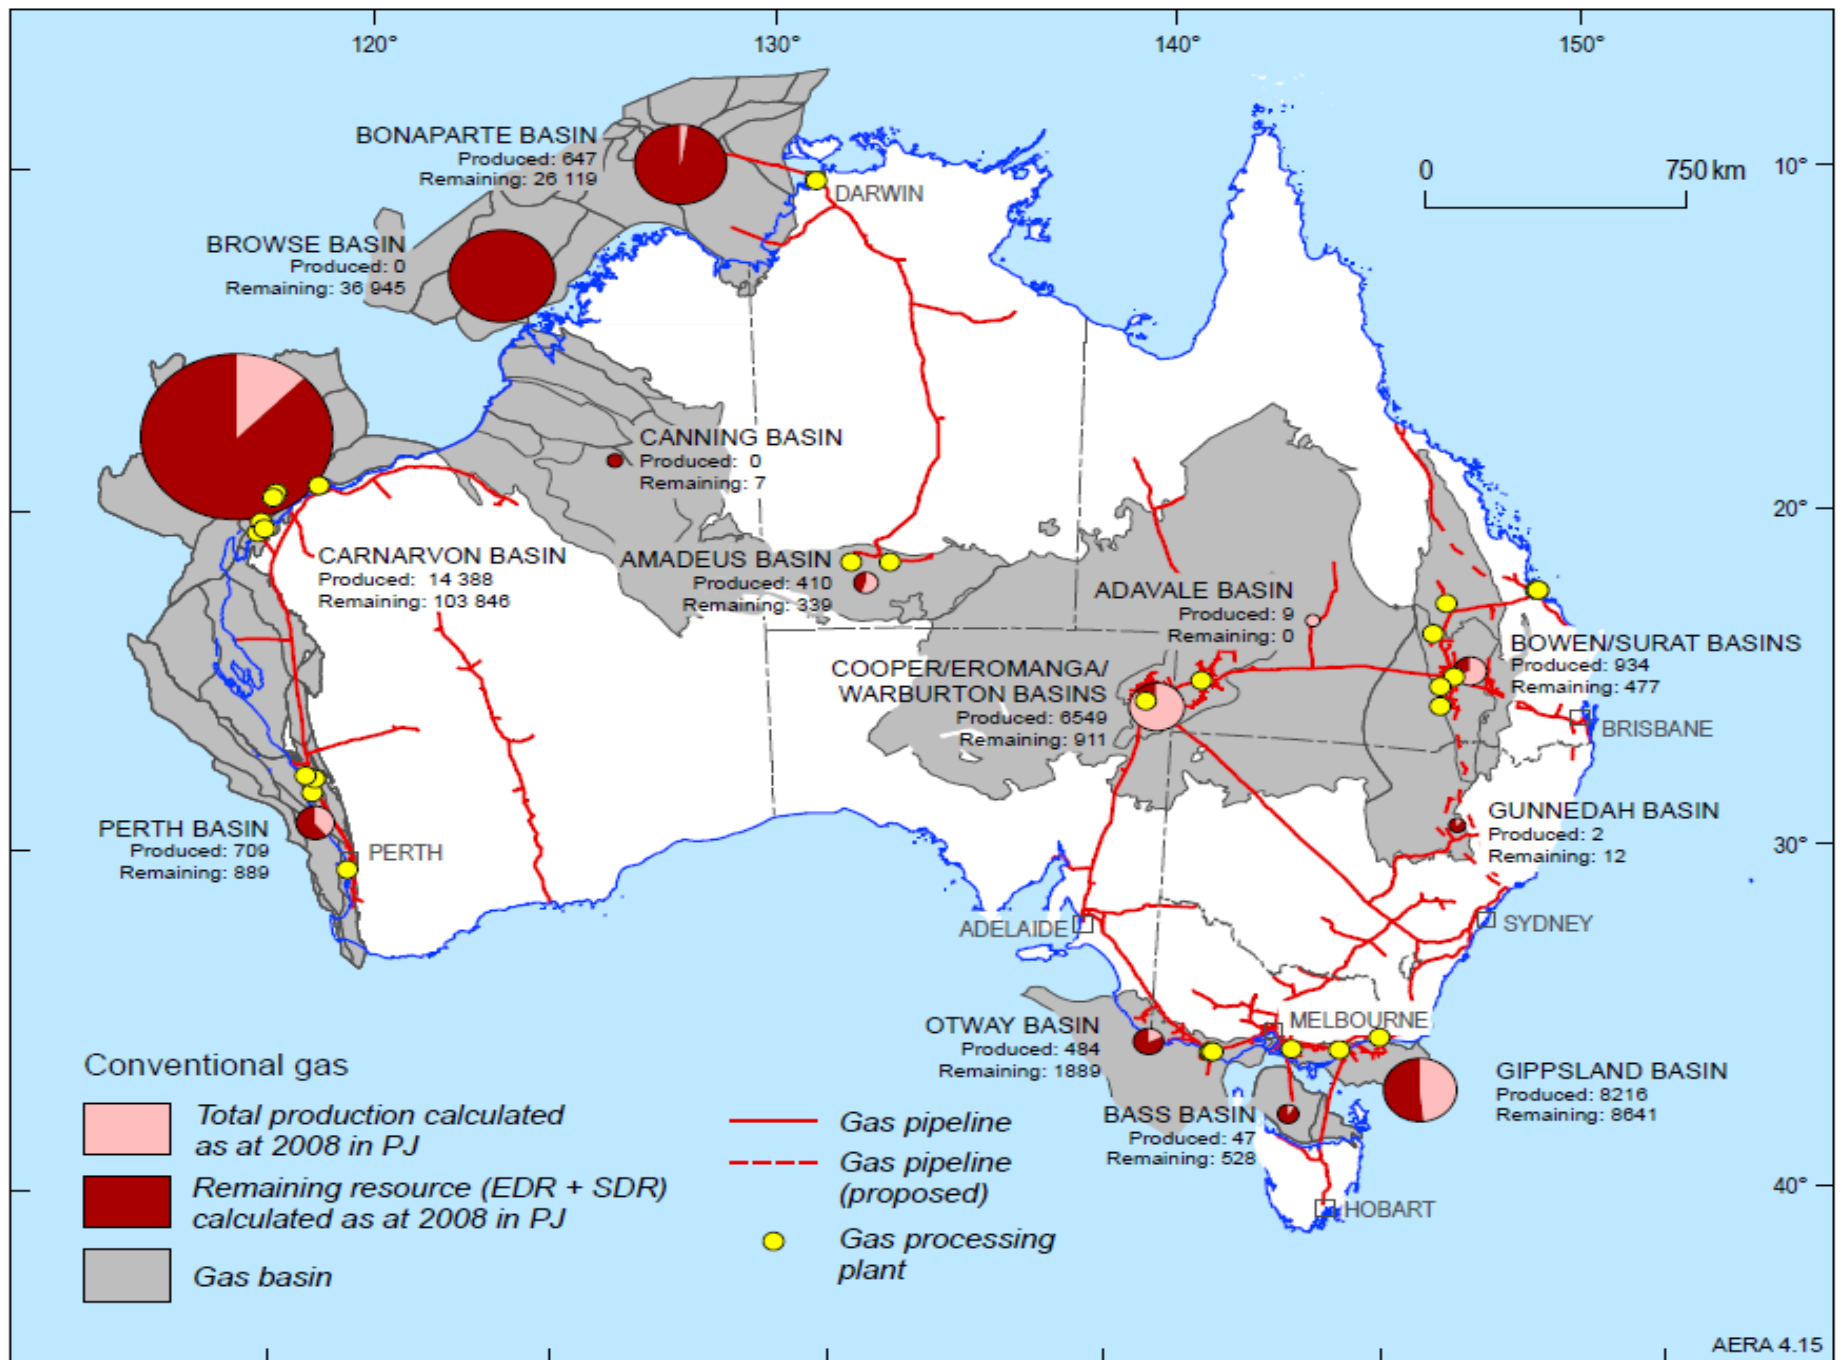 120°
130°
140°
150°
BONAPARTE BASIN
Produced: 647
Remaining: 26 119
0
750 km
10°
DARWIN
BROWSE BASIN
Produced: 0
Remaining: 36 945
CANNING BASIN
Produced: 0
Remaining: 7
20°
CARNARVON BASIN
Produced: 14 388
Remaining: 103 846
AMADEUS BASIN
Produced: 410
Remaining: 339
ADAVALE BASIN
Produced: 9
Remaining: 0
BOWEN/SURAT BASINS
Produced: 934
Remaining: 477
COOPER/EROMANGA/
WARBURTON BASINS
Produced: 6549
Remaining: 911
BRISBANE
GUNNEDAH BASIN
Produced: 2
Remaining: 12
PERTH BASIN
Produced: 709
Remaining: 889
PERTH
30°
ADELAIDE
SYDNEY
OTWAY BASIN
Produced: 484
Remaining: 1889
MELBOURNE
GIPPSLAND BASIN
Produced: 8216
Remaining: 8641
BASS BASIN
Produced: 47
Remaining: 528
40°
HOBART
Conventional gas
Total production calculated
as at 2008 in PJ
Remaining resource (EDR + SDR)
calculated as at 2008 in PJ
Gas basin
Gas pipeline
Gas pipeline
(proposed)
Gas processing
plant
AERA 4.15